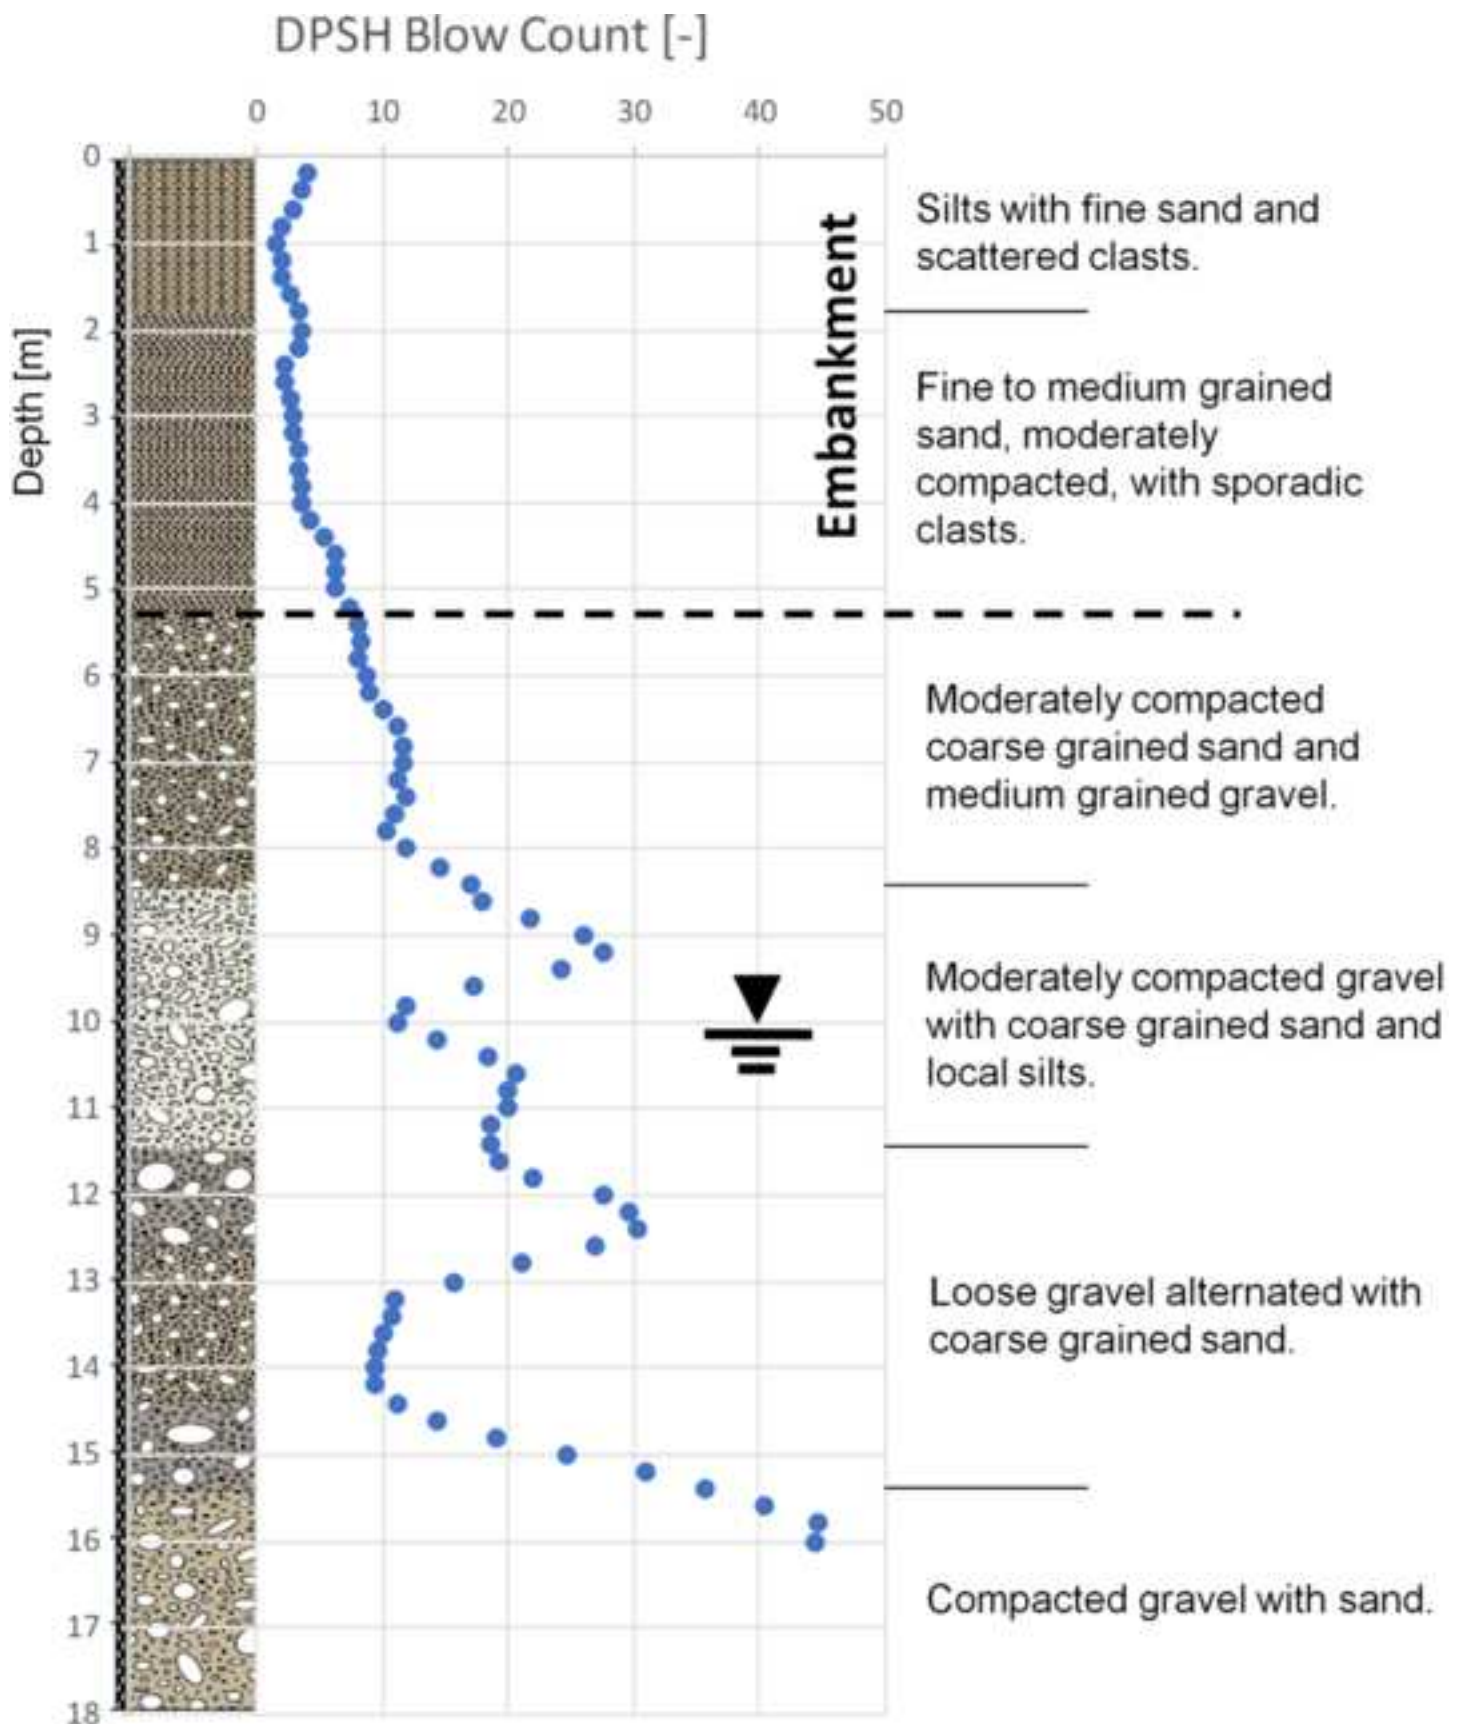 DPSH Blow Count [-]
0 10 20 30 40 50
Depth [m]
0
1
2
3
4
5
6
7
8
9
10
11
12
13
14
15
16
17
18
Embankment
Silts with fine sand and
scattered clasts.
Fine to medium grained
sand, moderately
compacted, with sporadic
clasts.
Moderately compacted
coarse grained sand and
medium grained gravel.
Moderately compacted gravel
with coarse grained sand and
local silts.
Loose gravel alternated with
coarse grained sand.
Compacted gravel with sand.